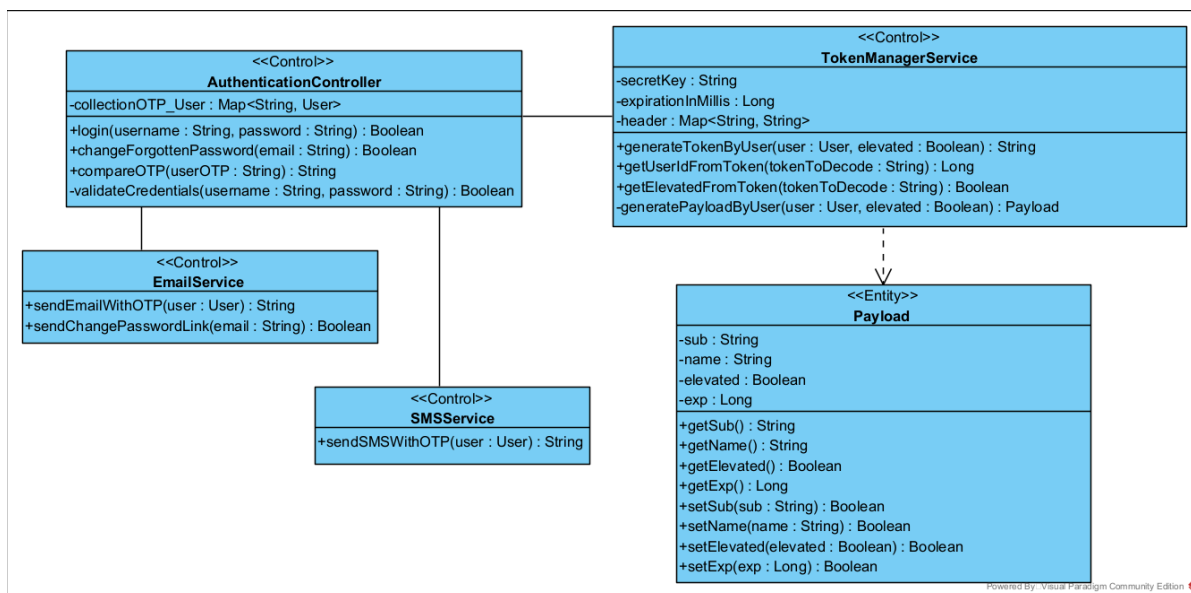 <<Control>>
AuthenticationController
-collectionOTP_User : Map<String, User>
+login(username : String, password : String) : Boolean
+changeForgottenPassword(email : String) : Boolean
+compareOTP(userOTP : String) : String
-validateCredentials(username : String, password : String) : Boolean
<<Control>>
TokenManagerService
-secretKey : String
-expirationInMillis : Long
-header : Map<String, String>
+generateTokenByUser(user : User, elevated : Boolean) : String
+getUserIdFromToken(tokenToDecode : String) : Long
+getElevatedFromToken(tokenToDecode : String) : Boolean
-generatePayloadByUser(user : User, elevated : Boolean) : Payload
<<Control>>
EmailService
+sendEmailWithOTP(user : User) : String
+sendChangePasswordLink(email : String) : Boolean
<<Control>>
SMSService
+sendSMSWithOTP(user : User) : String
<<Entity>>
Payload
-sub : String
-name : String
-elevated : Boolean
-exp : Long
+getSub() : String
+getName() : String
+getElevated() : Boolean
+getExp() : Long
+setSub(sub : String) : Boolean
+setName(name : String) : Boolean
+setElevated(elevated : Boolean) : Boolean
+setExp(exp : Long) : Boolean
Powered By Visual Paradigm Community Edition